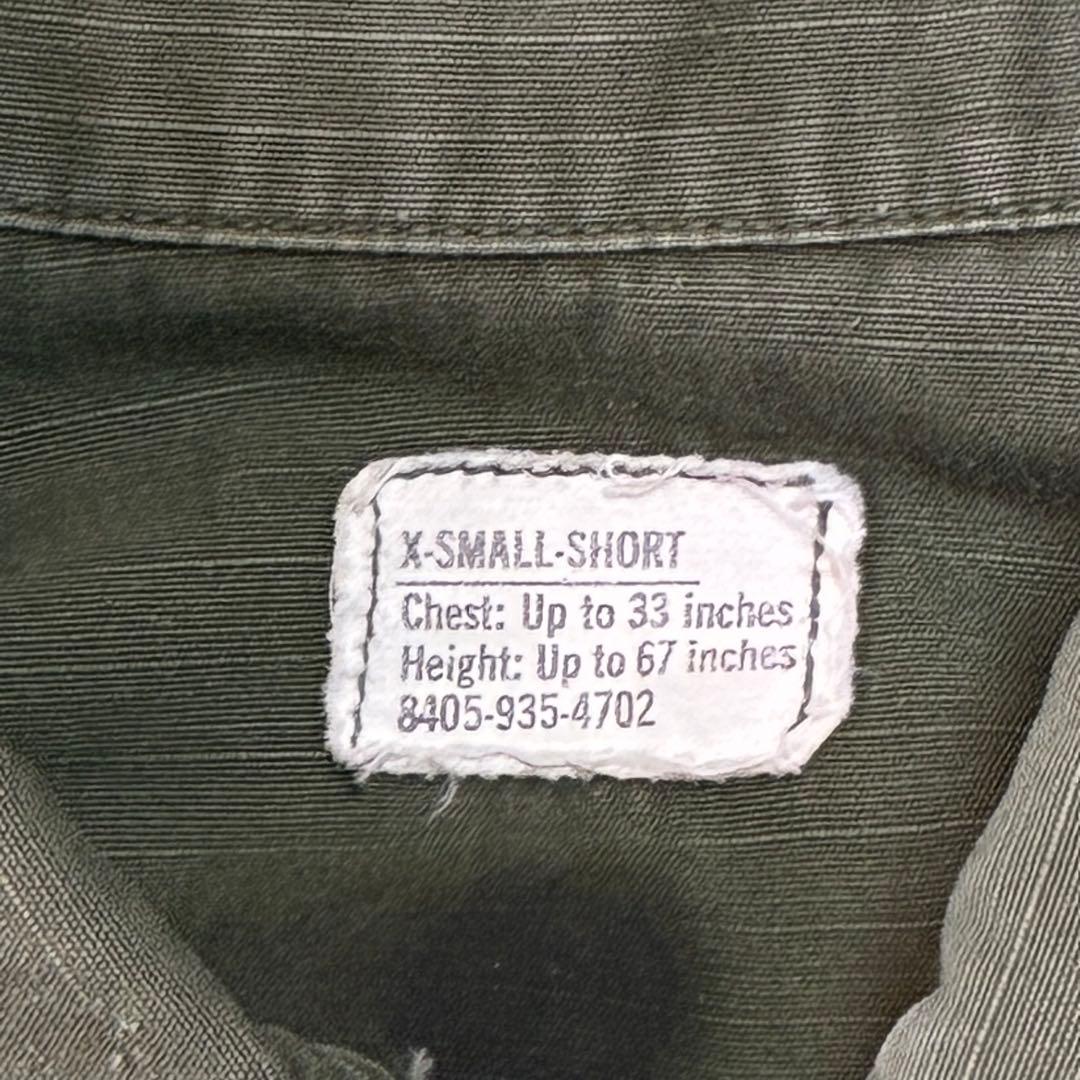 X-SMALL-SHORT
Chest: Up to 33 inches
Height: Up to 67 inches
8405-935-4702